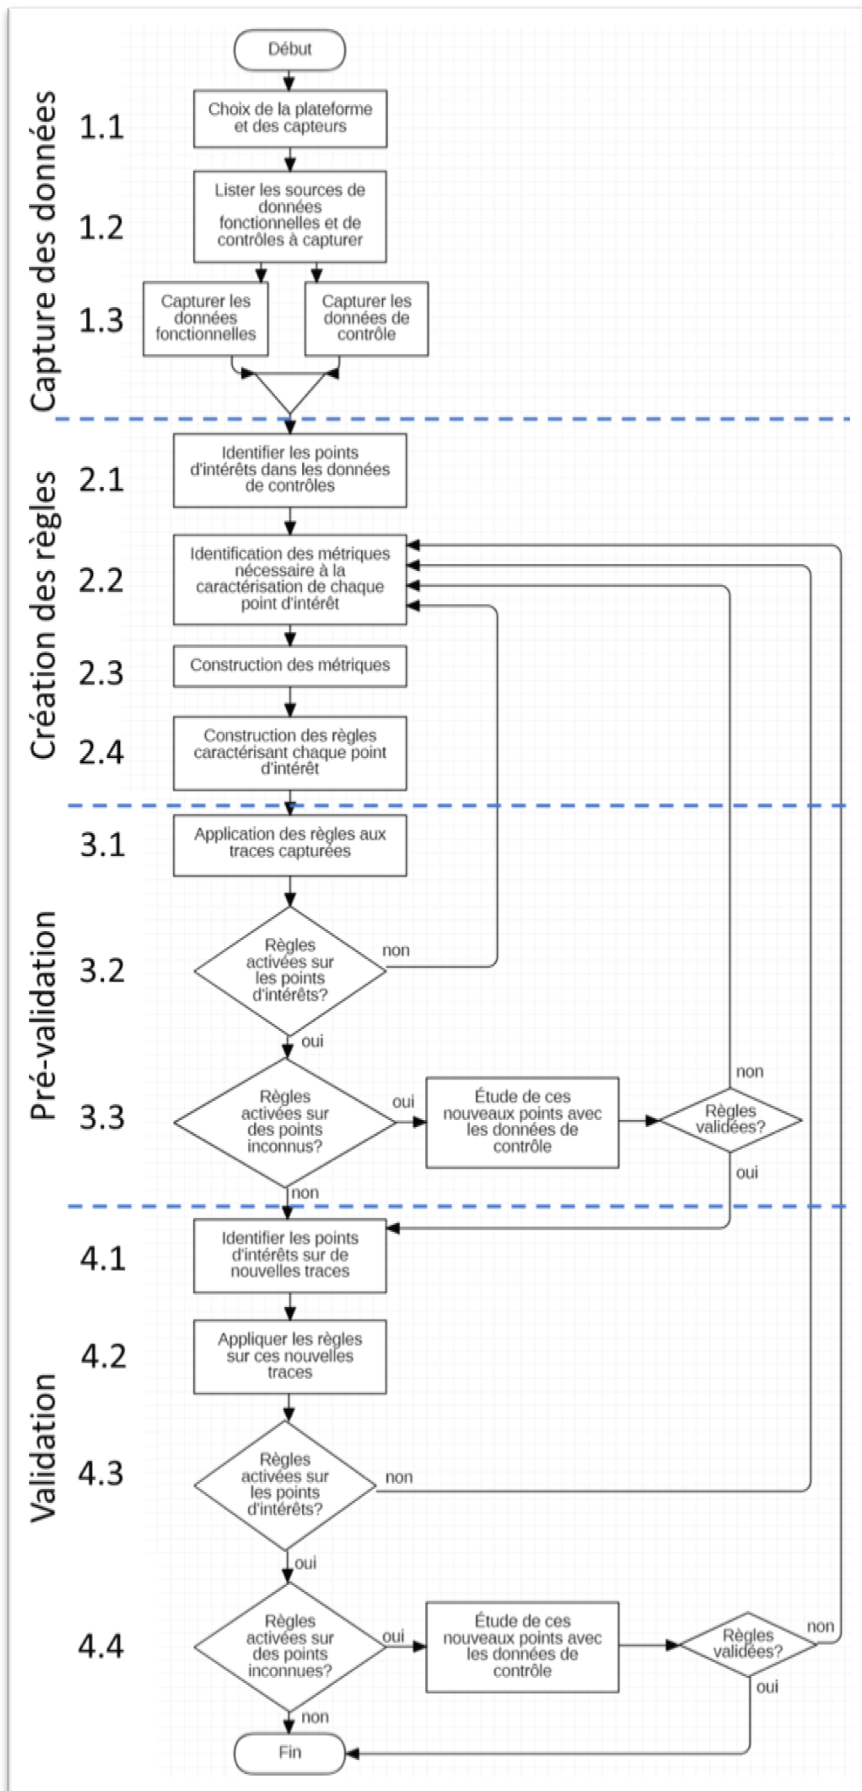 Début
Capture des données
1.1
Choix de la plateforme
et des capteurs
1.2
Lister les sources de
données
fonctionnelles et de
contrôles à capturer
1.3
Capturer les
données
fonctionnelles
Capturer les
données de
contrôle
Création des règles
2.1
Identifier les points
d'intérêts dans les données
de contrôles
2.2
Identification des métriques
nécessaire à la
caractérisation de chaque
point d'intérêt
2.3
Construction des métriques
2.4
Construction des règles
caractérisant chaque point
d'intérêt
Pré-validation
3.1
Application des règles aux
traces capturées
3.2
Règles
activées sur
les points
d'intérêts?
non
oui
3.3
Règles
activées sur
des points
inconnus?
oui
Étude de ces
nouveaux points avec
les données de
contrôle
non
Règles
validées?
oui
non
Validation
4.1
Identifier les points
d'intérêts sur de
nouvelles traces
4.2
Appliquer les règles
sur ces nouvelles
traces
4.3
Règles
activées sur
les points
d'intérêts?
non
oui
4.4
Règles
activées sur
des points
inconnues?
oui
Étude de ces
nouveaux points avec
les données de
contrôle
Règles
validées?
non
oui
non
Fin